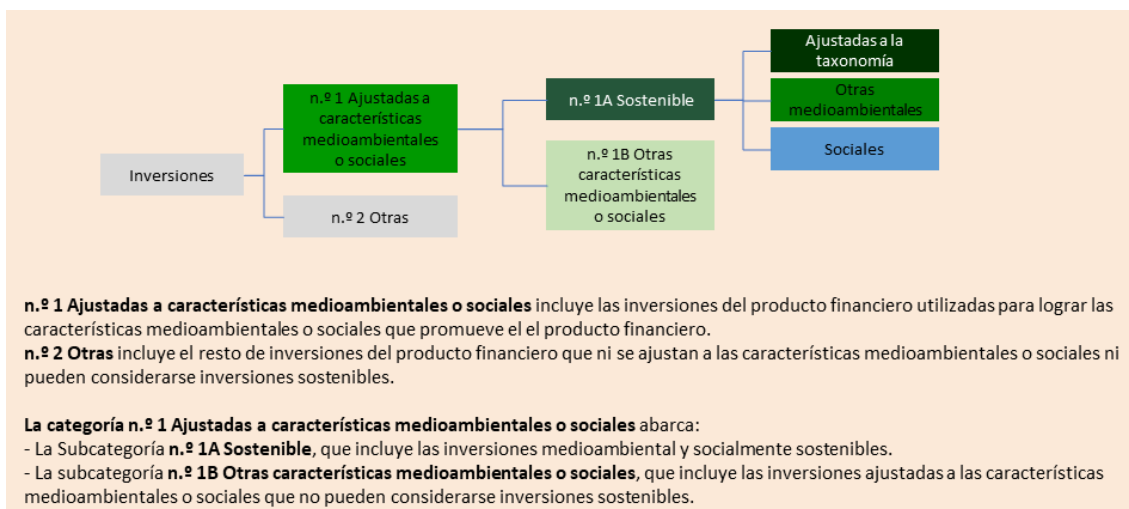 Ajustadas a la
taxonomía
n.º 1 Ajustadas a
características
medioambientales
o sociales
n.º 1A Sostenible
Otras
medioambientales
Sociales
n.º 1B Otras
características
medioambientales
o sociales
Inversiones
n.º 2 Otras
n.º 1 Ajustadas a características medioambientales o sociales incluye las inversiones del producto financiero utilizadas para lograr las
características medioambientales o sociales que promueve el el producto financiero.
n.º 2 Otras incluye el resto de inversiones del producto financiero que ni se ajustan a las características medioambientales o sociales ni
pueden considerarse inversiones sostenibles.
La categoría n.º 1 Ajustadas a características medioambientales o sociales abarca:
- La Subcategoría n.º 1A Sostenible, que incluye las inversiones medioambiental y socialmente sostenibles.
- La subcategoría n.º 1B Otras características medioambientales o sociales, que incluye las inversiones ajustadas a las características
medioambientales o sociales que no pueden considerarse inversiones sostenibles.